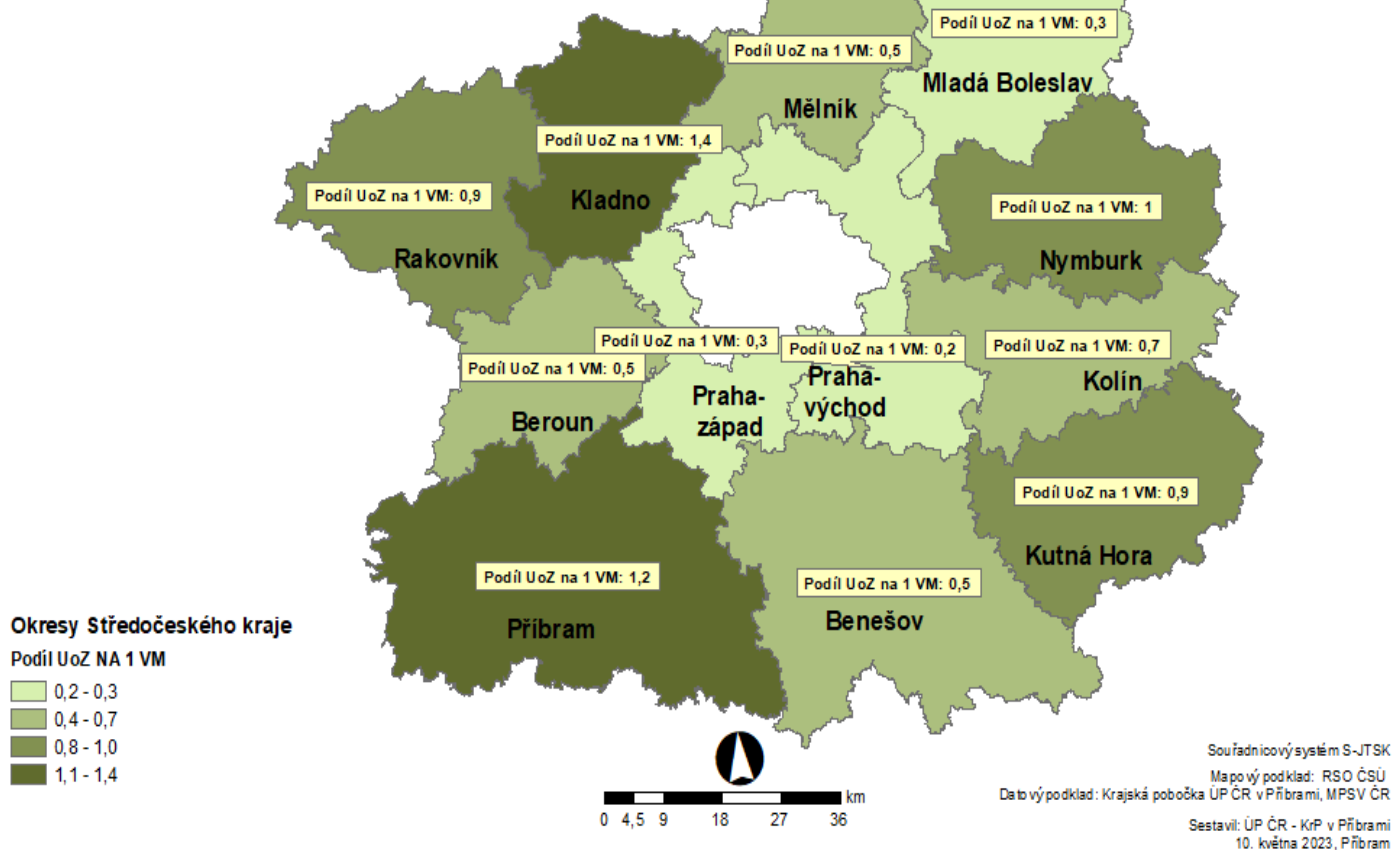 Podíl UoZ na 1 VM: 0,3
Podíl UoZ na 1 VM: 0,5
Mladá Boleslav
Mělník
Podíl UoZ na 1 VM: 1,4
Podíl UoZ na 1 VM: 0,9
Kladno
Podíl UoZ na 1 VM: 1
Rakovník
Nymburk
Podíl UoZ na 1 VM: 0,3
Podíl UoZ na 1 VM: 0,2
Podíl UoZ na 1 VM: 0,7
Podíl UoZ na 1 VM: 0,5
Praha-
východ
Kolín
Praha-
západ
Beroun
Podíl UoZ na 1 VM: 0,9
Kutná Hora
Podíl UoZ na 1 VM: 1,2
Podíl UoZ na 1 VM: 0,5
Příbram
Benešov
Okresy Středočeského kraje
Podíl UoZ NA 1 VM
0,2 - 0,3
0,4 - 0,7
0,8 - 1,0
1,1 - 1,4
km
0 4,5 9 18 27 36
Souřadnicový systém S-JTSK
Mapový podklad: RSO ČSÚ
Datový podklad: Krajská pobočka ÚP ČR v Příbrami, MPSV ČR
Sestavil: ÚP ČR - KrP v Příbrami
10. května 2023, Příbram